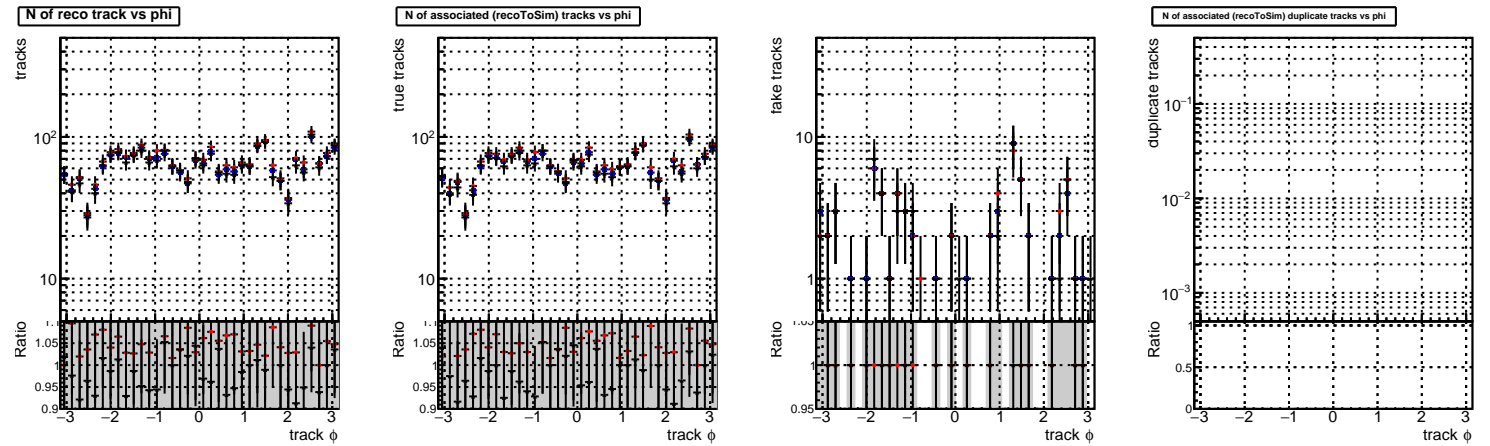 N of reco track vs phi
tracks
10²
10
Ratio
1.05
1
0.95
0.9
−3 −2 −1 0 1 2 3
track ϕ
N of associated (recoToSim) tracks vs phi
true tracks
10²
10
Ratio
1.05
1
0.95
0.9
−3 −2 −1 0 1 2 3
track ϕ
fake tracks
10
1
Ratio
1
0.95
−3 −2 −1 0 1 2 3
track ϕ
N of associated (recoToSim) duplicate tracks vs phi
duplicate tracks
10⁻¹
10⁻²
10⁻³
Ratio
1
0.5
0
−3 −2 −1 0 1 2 3
track ϕ